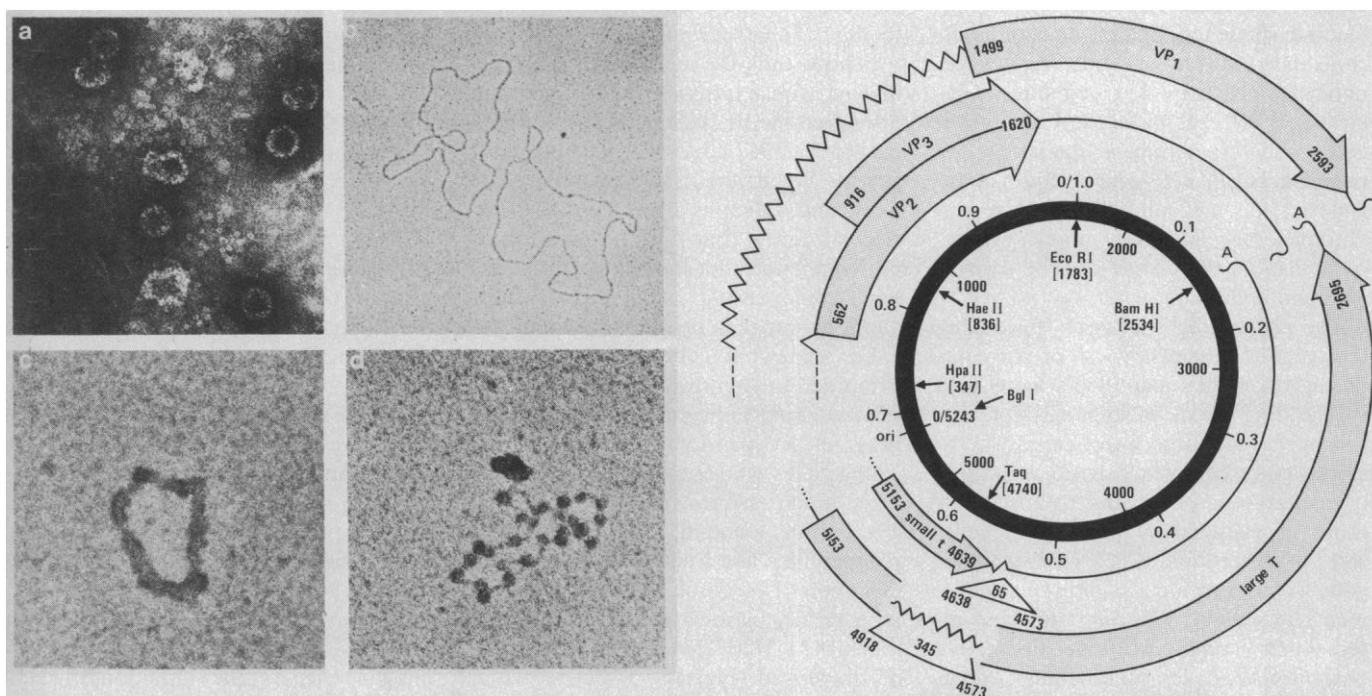 a
b
c
d
1499
VP1
2593
VP3
1620
916
VP2
562
A
A
2695
large T
0/1.0
0.1
0.2
0.3
0.4
0.5
0.6
0.7
0.8
0.9
ori
Eco RI
[1783]
2000
Bam HI
[2534]
3000
4000
Taq
[4740]
5000
0/5243
Bgl I
Hpa II
[347]
Hae II
[836]
1000
5153 small t 4639
5153
4638
65
4573
4918
345
4573